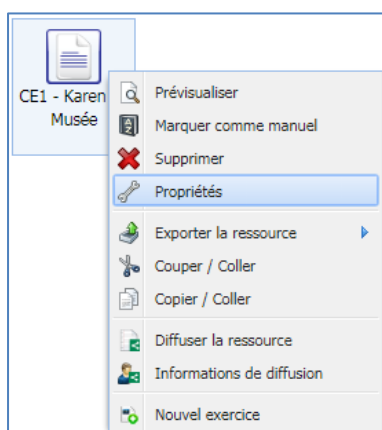 CE1 - Karen
Musée
Prévisualiser
Marquer comme manuel
Supprimer
Propriétés
Exporter la ressource
Couper / Coller
Copier / Coller
Diffuser la ressource
Informations de diffusion
Nouvel exercice